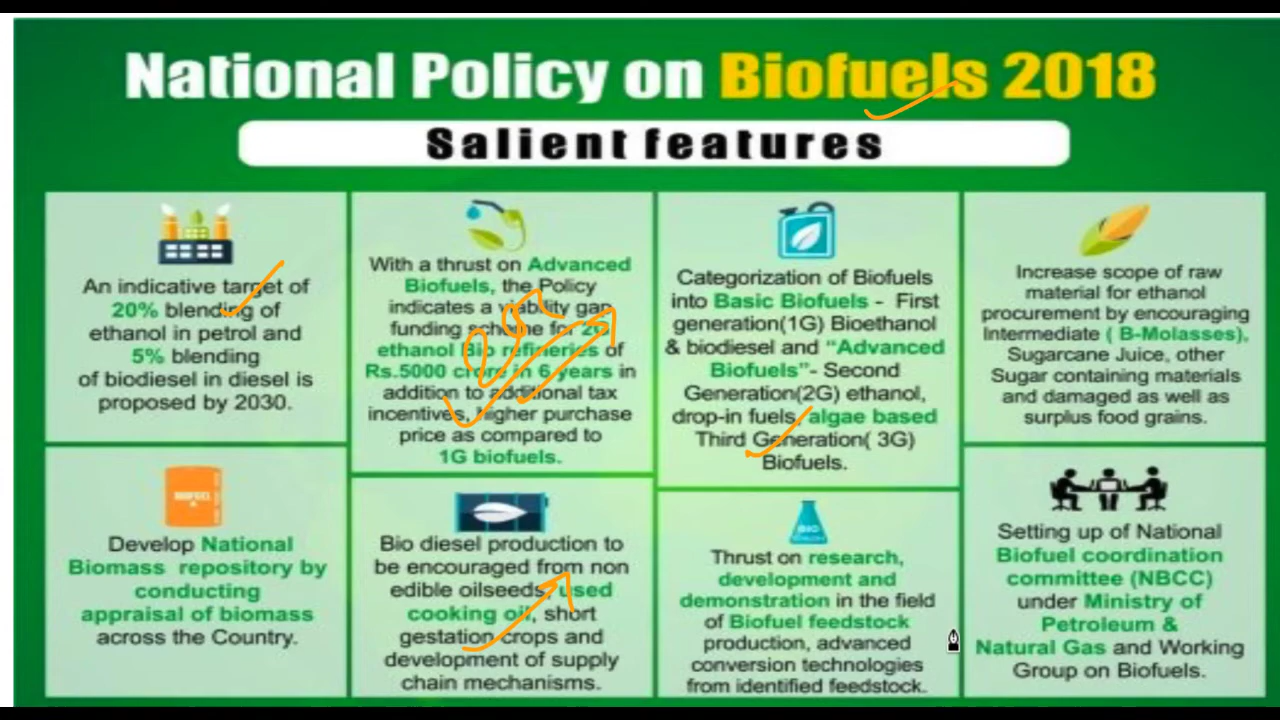 National Policy on Biofuels 2018
Salient features
An indicative target of
20% blending of
ethanol in petrol and
5% blending
of biodiesel in diesel is
proposed by 2030.
With a thrust on Advanced
Biofuels, the Policy
indicates a viability gap
funding scheme for 2G
ethanol Bio refineries of
Rs.5000 crore in 6 years in
addition to additional tax
incentives, higher purchase
price as compared to
1G biofuels.
Categorization of Biofuels
into Basic Biofuels - First
generation(1G) Bioethanol
& biodiesel and “Advanced
Biofuels”- Second
Generation(2G) ethanol,
drop-in fuels, algae based
Third Generation( 3G)
Biofuels.
Increase scope of raw
material for ethanol
procurement by encouraging
Intermediate ( B-Molasses),
Sugarcane Juice, other
Sugar containing materials
and damaged as well as
surplus food grains.
BIOFUEL
Develop National
Biomass repository by
conducting
appraisal of biomass
across the Country.
Bio diesel production to
be encouraged from non
edible oilseeds, used
cooking oil, short
gestation crops and
development of supply
chain mechanisms.
BIO
Thrust on research,
development and
demonstration in the field
of Biofuel feedstock
production, advanced
conversion technologies
from identified feedstock.
Setting up of National
Biofuel coordination
committee (NBCC)
under Ministry of
Petroleum &
Natural Gas and Working
Group on Biofuels.